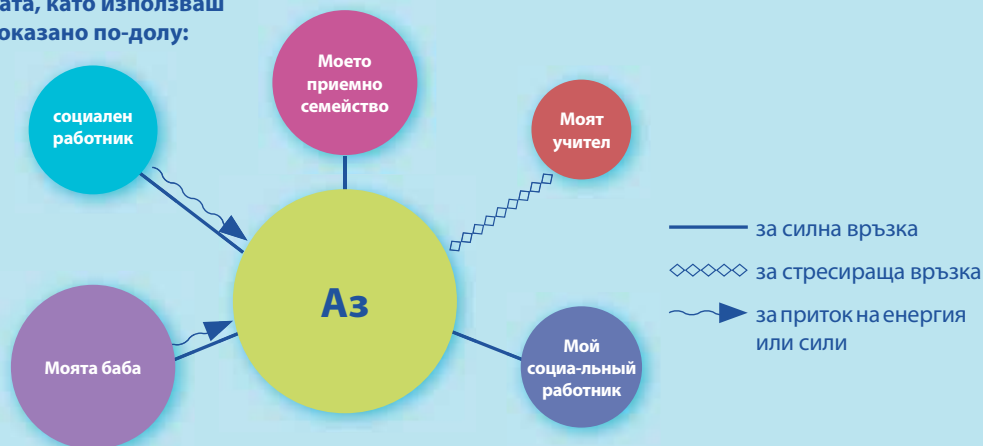 ата, като използваш
оказано по-долу:
Моето
приемно
семейство
социален
работник
Моят
учител
Аз
Моята баба
Мой
социа-льный
работник
за силна връзка
за стресираща връзка
за приток на енергия
или сили